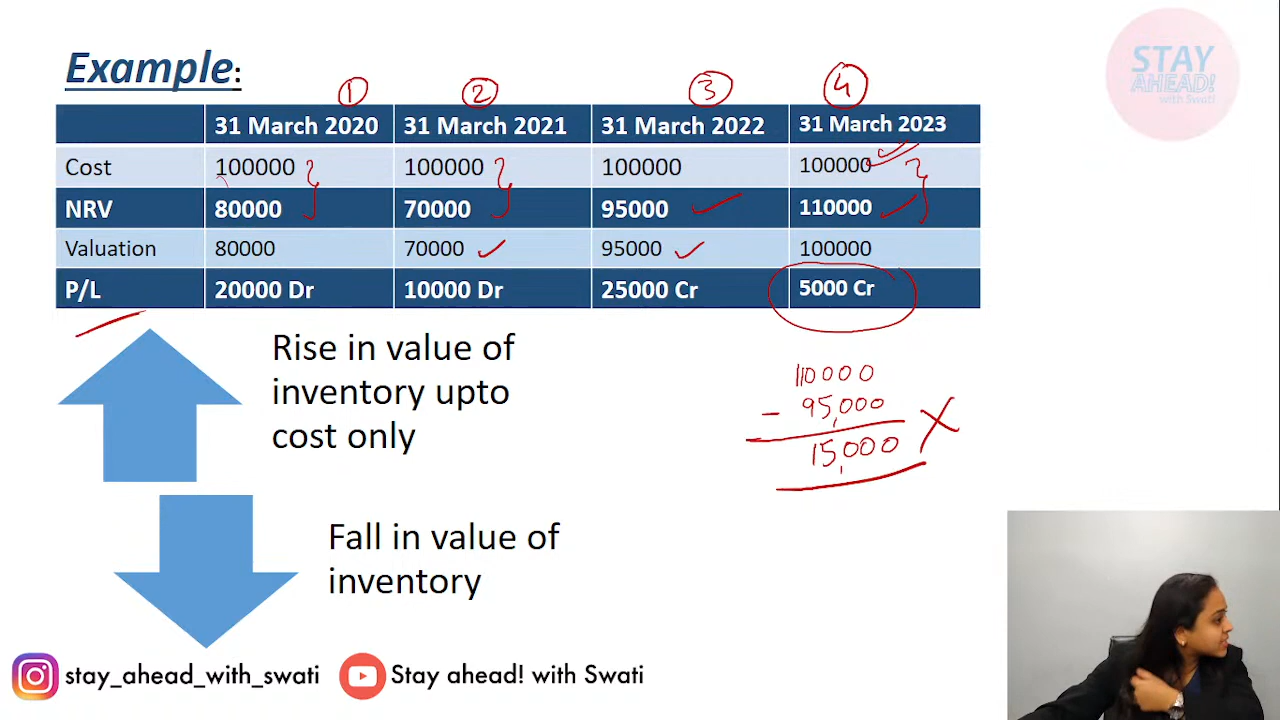 Example:
STAY
AHEAD!
with Swati
1 2 3 4
31 March 2020 31 March 2021 31 March 2022 31 March 2023
Cost 100000 100000 100000 100000
NRV 80000 70000 95000 110000
Valuation 80000 70000 95000 100000
P/L 20000 Dr 10000 Dr 25000 Cr 5000 Cr
Rise in value of
inventory upto
cost only
110000
- 95,000
15,000
Fall in value of
inventory
stay_ahead_with_swati Stay ahead! with Swati